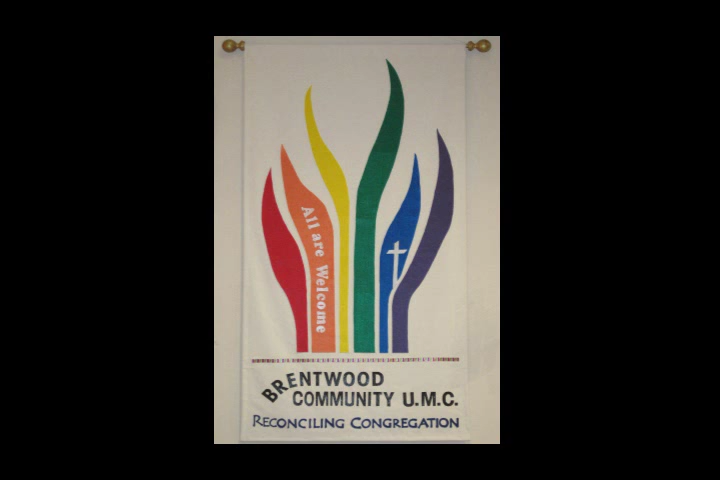 All are Welcome
BRENTWOOD
COMMUNITY U.M.C.
RECONCILING CONGREGATION